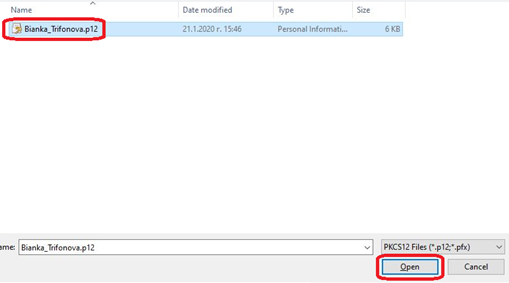 Name Date modified Type Size
Bianka_Trifonova.p12 21.1.2020 г. 15:46 Personal Informati... 6 KB
ame: Bianka_Trifonova.p12 PKCS12 Files (*.p12;*.pfx)
Open Cancel